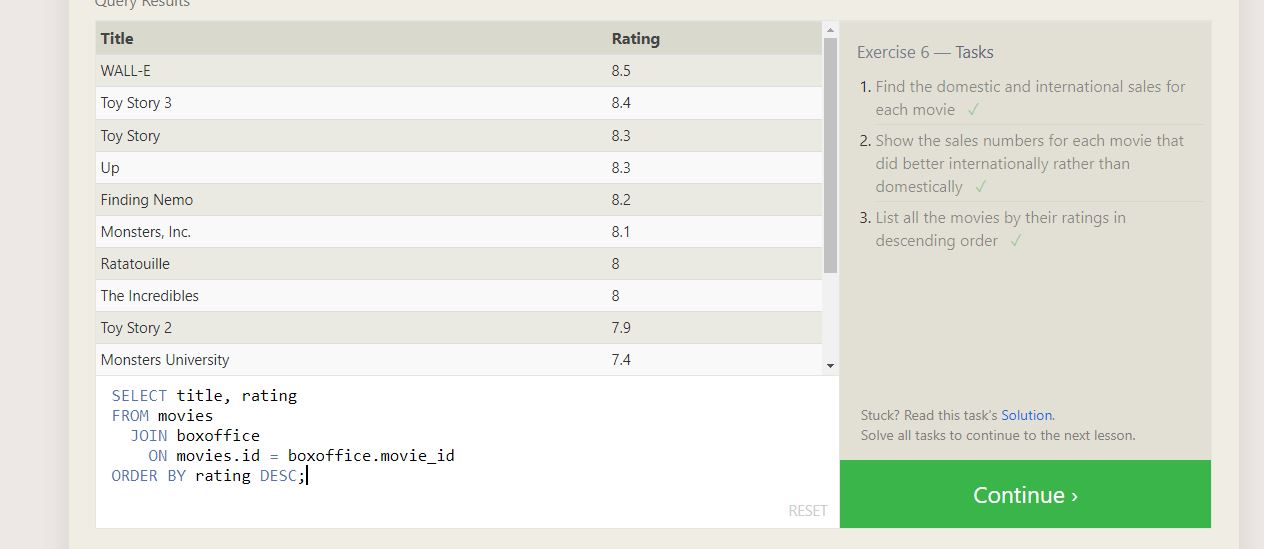 Query Results
Title Rating
WALL-E 8.5
Toy Story 3 8.4
Toy Story 8.3
Up 8.3
Finding Nemo 8.2
Monsters, Inc. 8.1
Ratatouille 8
The Incredibles 8
Toy Story 2 7.9
Monsters University 7.4
SELECT title, rating
FROM movies
JOIN boxoffice
ON movies.id = boxoffice.movie_id
ORDER BY rating DESC;
RESET
Exercise 6 — Tasks
1. Find the domestic and international sales for
each movie ✓
2. Show the sales numbers for each movie that
did better internationally rather than
domestically ✓
3. List all the movies by their ratings in
descending order ✓
Stuck? Read this task's Solution.
Solve all tasks to continue to the next lesson.
Continue ›